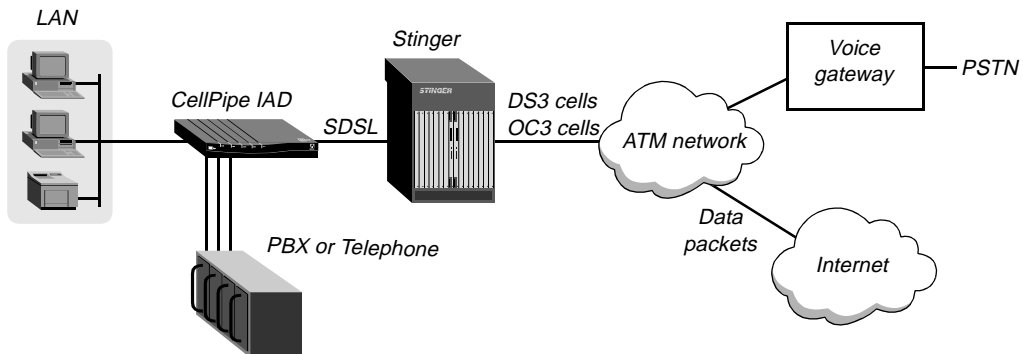 LAN
Stinger
Voice
gateway
PSTN
CellPipe IAD
STINGER
SDSL
DS3 cells
OC3 cells
ATM network
Data
packets
PBX or Telephone
Internet